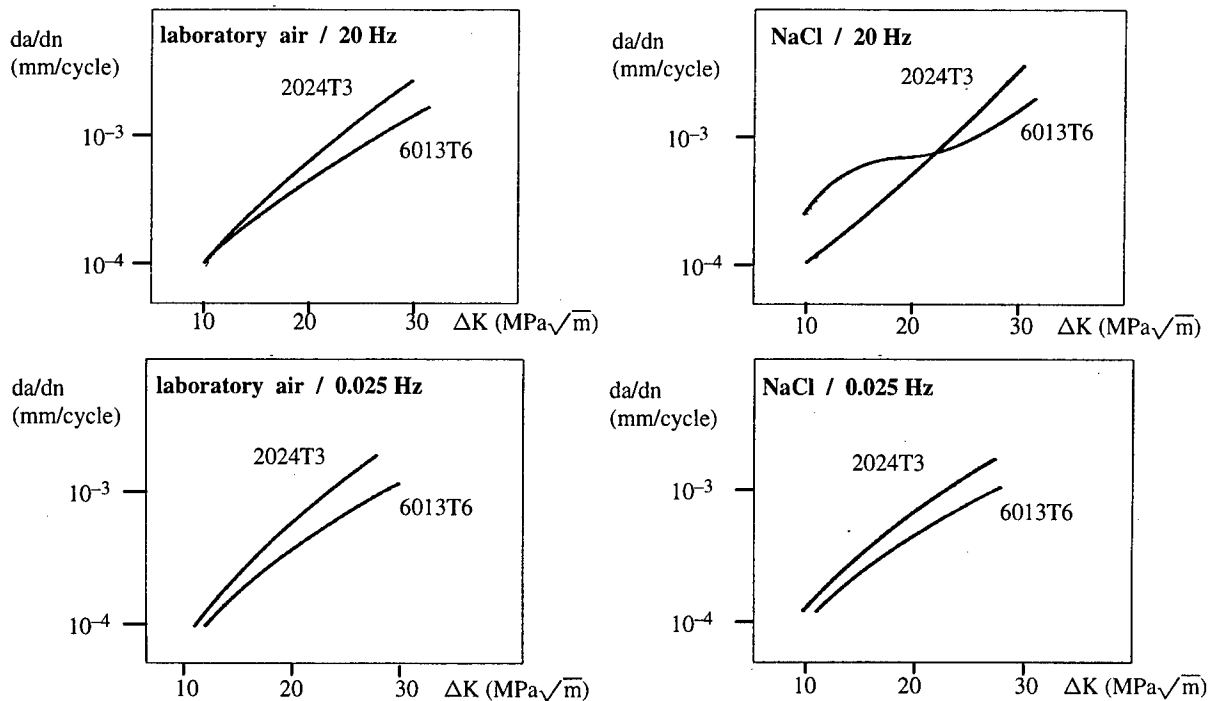 laboratory air / 20 Hz
da/dn
(mm/cycle)
2024T3
6013T6
10⁻³
10⁻⁴
10 20 30 ΔK (MPa√m)
NaCl / 20 Hz
da/dn
(mm/cycle)
2024T3
6013T6
10⁻³
10⁻⁴
10 20 30 ΔK (MPa√m)
laboratory air / 0.025 Hz
da/dn
(mm/cycle)
2024T3
6013T6
10⁻³
10⁻⁴
10 20 30 ΔK (MPa√m)
NaCl / 0.025 Hz
da/dn
(mm/cycle)
2024T3
6013T6
10⁻³
10⁻⁴
10 20 30 ΔK (MPa√m)